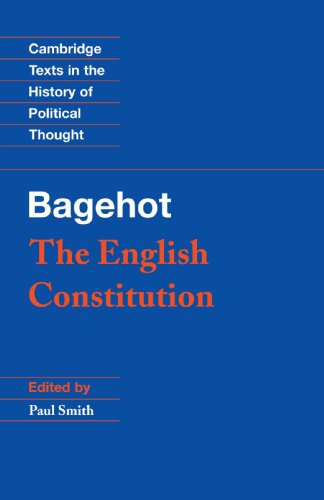 Cambridge
Texts in the
History of
Political
Thought
Bagehot
The English
Constitution
Edited by
Paul Smith